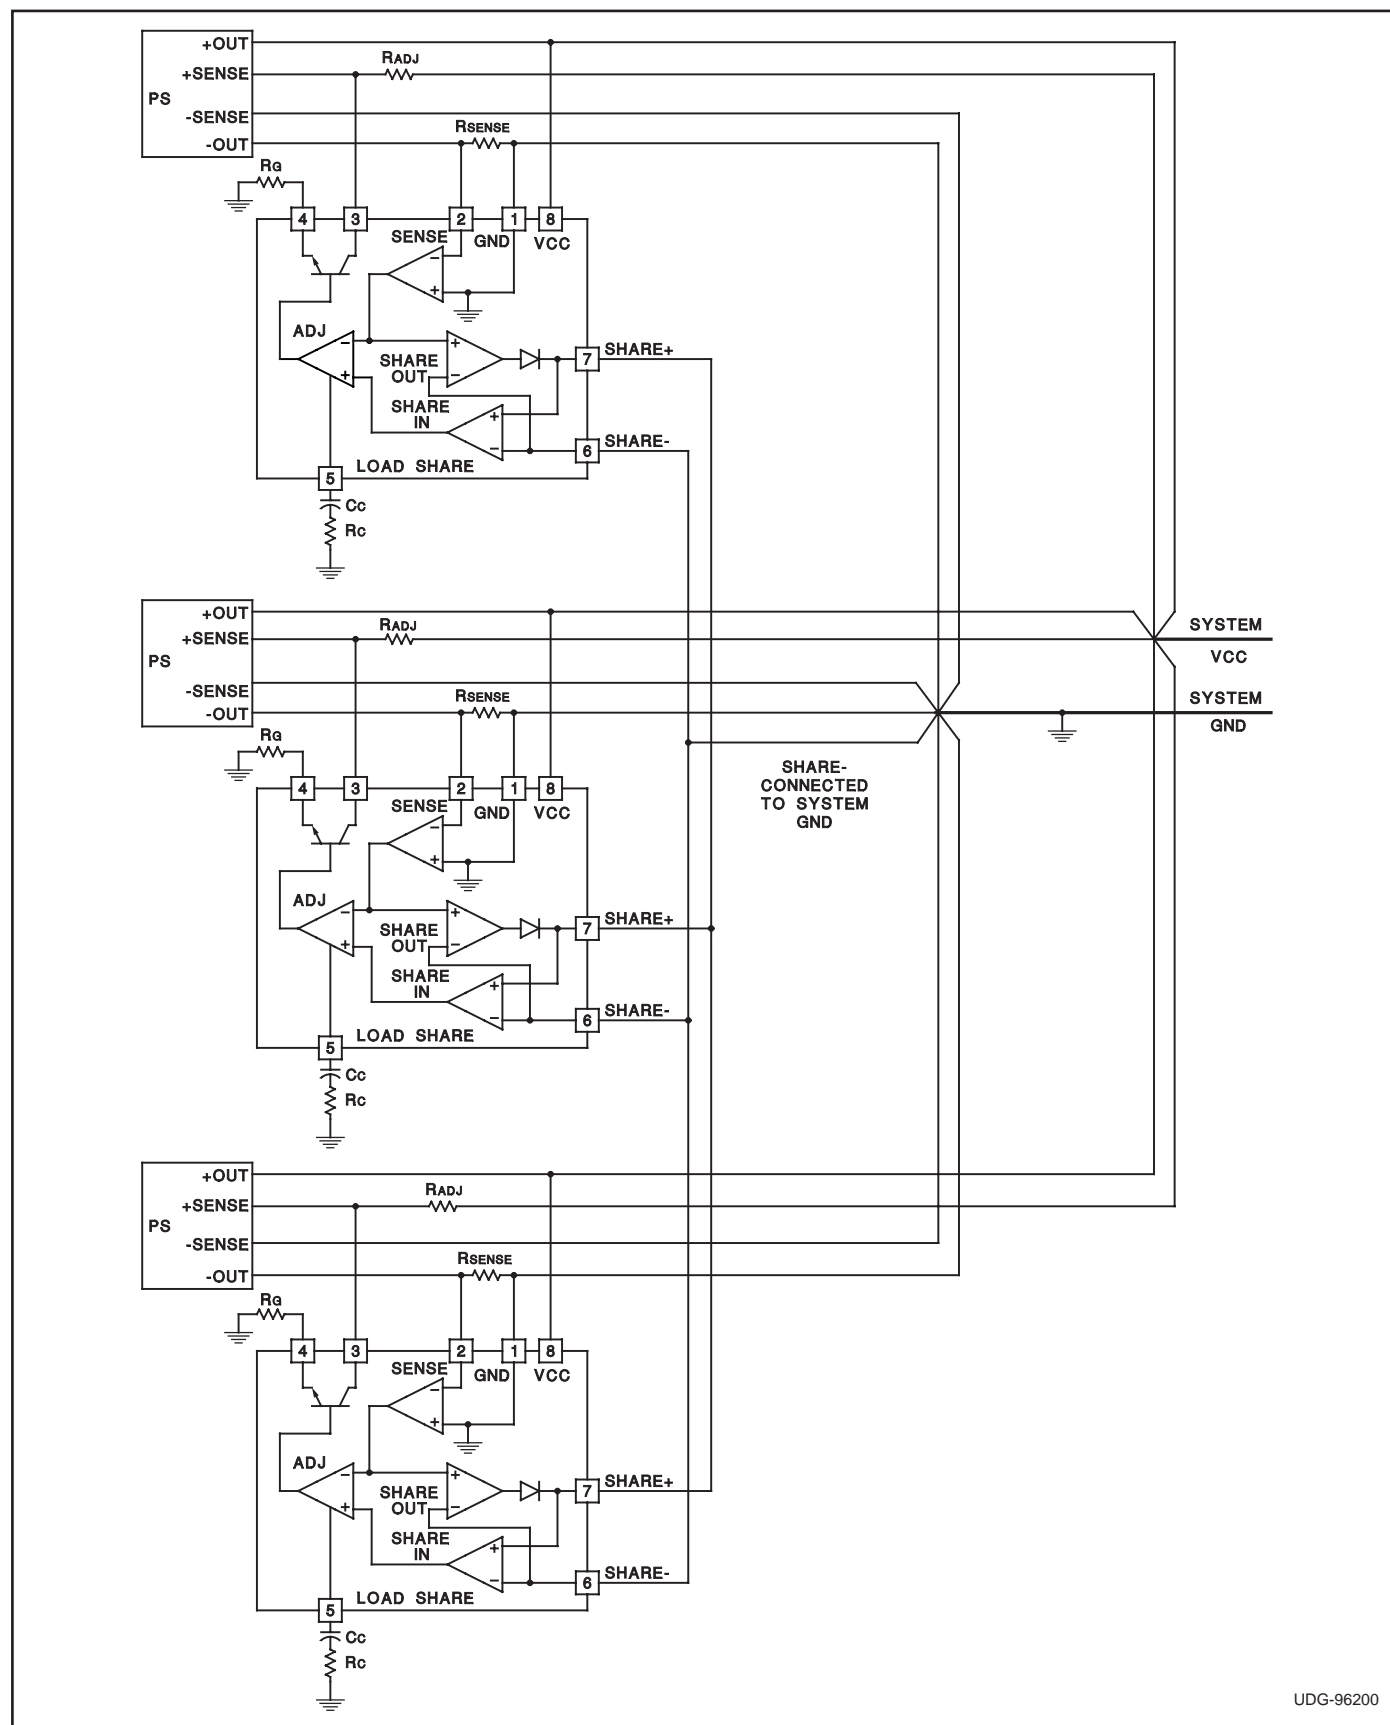 +OUT
+SENSE
RADJ
PS
-SENSE
RSENSE
-OUT
RG
4
3
2
1
8
SENSE
GND
VCC
-
+
ADJ
-
+
+
-
SHARE
OUT
7
SHARE+
SHARE
IN
+
-
6
SHARE-
LOAD SHARE
5
CC
RC
+OUT
+SENSE
RADJ
PS
-SENSE
RSENSE
-OUT
SYSTEM
VCC
SYSTEM
GND
RG
SHARE-
CONNECTED
TO SYSTEM
GND
4
3
2
1
8
SENSE
GND
VCC
-
+
ADJ
-
+
+
-
SHARE
OUT
7
SHARE+
SHARE
IN
+
-
6
SHARE-
LOAD SHARE
5
CC
RC
+OUT
+SENSE
RADJ
PS
-SENSE
RSENSE
-OUT
RG
4
3
2
1
8
SENSE
GND
VCC
-
+
ADJ
-
+
+
-
SHARE
OUT
7
SHARE+
SHARE
IN
+
-
6
SHARE-
LOAD SHARE
5
CC
RC
UDG-96200